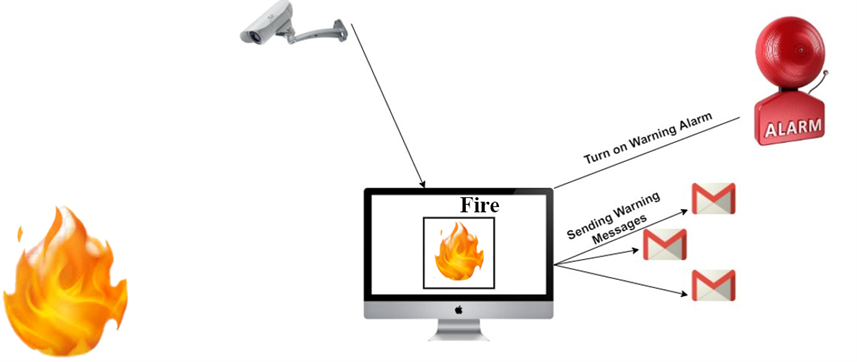 ALARM
Turn on Warning Alarm
Fire
Sending Warning
Messages